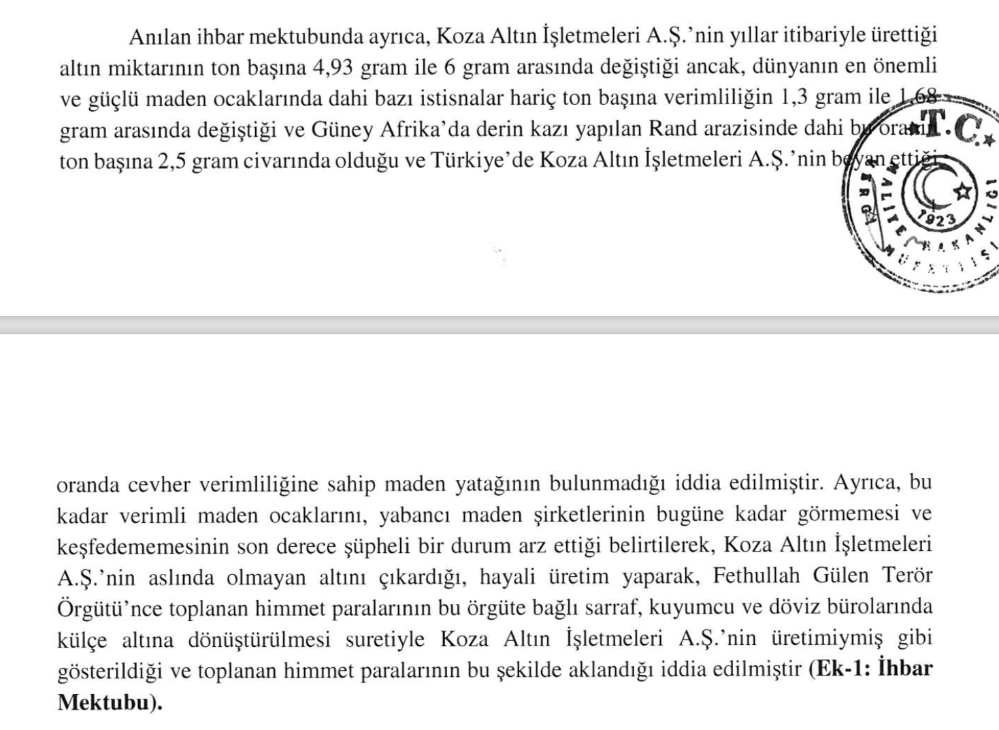 Anılan ihbar mektubunda ayrıca, Koza Altın İşletmeleri A.Ş.'nin yıllar itibariyle ürettiği
altın miktarının ton başına 4,93 gram ile 6 gram arasında değiştiği ancak, dünyanın en önemli
ve güçlü maden ocaklarında dahi bazı istisnalar hariç ton başına verimliliğin 1,3 gram ile 1,68
gram arasında değiştiği ve Güney Afrika'da derin kazı yapılan Rand arazisinde dahi bu oranın
ton başına 2,5 gram civarında olduğu ve Türkiye'de Koza Altın İşletmeleri A.Ş.'nin beyan ettiği
T.C.
MALİYE BAKANLIĞI
VERGİ MÜFETTİŞİ
1923
oranda cevher verimliliğine sahip maden yatağının bulunmadığı iddia edilmiştir. Ayrıca, bu
kadar verimli maden ocaklarını, yabancı maden şirketlerinin bugüne kadar görmemesi ve
keşfedememesinin son derece şüpheli bir durum arz ettiği belirtilerek, Koza Altın İşletmeleri
A.Ş.'nin aslında olmayan altını çıkardığı, hayali üretim yaparak, Fethullah Gülen Terör
Örgütü'nce toplanan himmet paralarının bu örgüte bağlı sarraf, kuyumcu ve döviz bürolarında
külçe altına dönüştürülmesi suretiyle Koza Altın İşletmeleri A.Ş.'nin üretimiymiş gibi
gösterildiği ve toplanan himmet paralarının bu şekilde aklandığı iddia edilmiştir (Ek-1: İhbar
Mektubu).